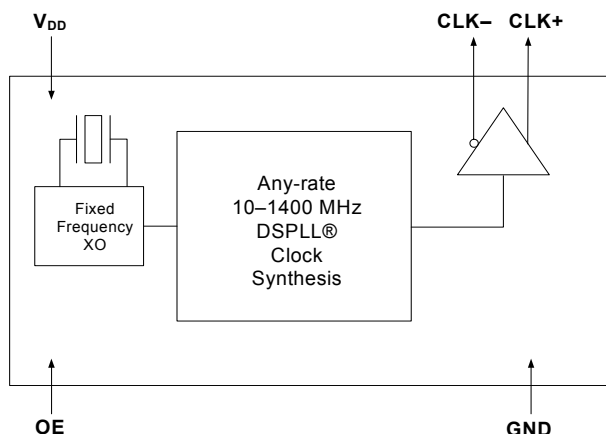 VDD
CLK– CLK+
Fixed
Frequency
XO
Any-rate
10–1400 MHz
DSPLL®
Clock
Synthesis
OE
GND